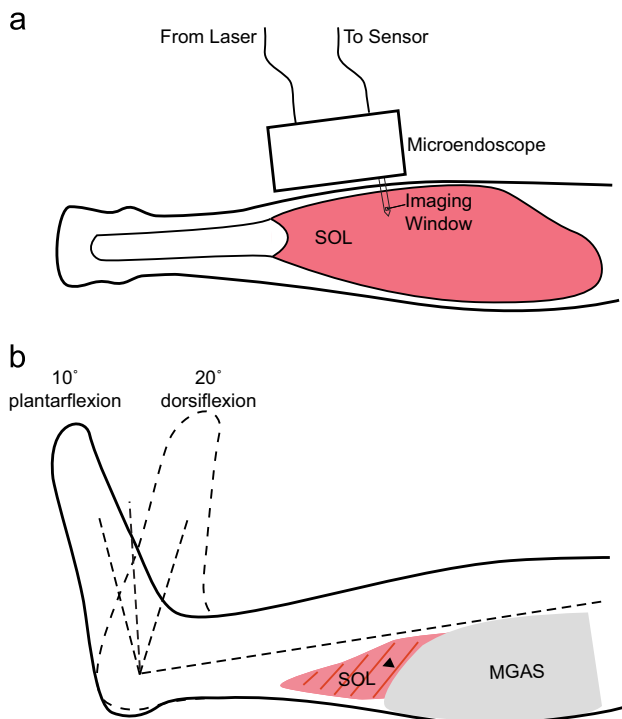 a
From Laser
To Sensor
Microendoscope
Imaging
Window
SOL
b
10°
plantarflexion
20°
dorsiflexion
SOL
MGAS